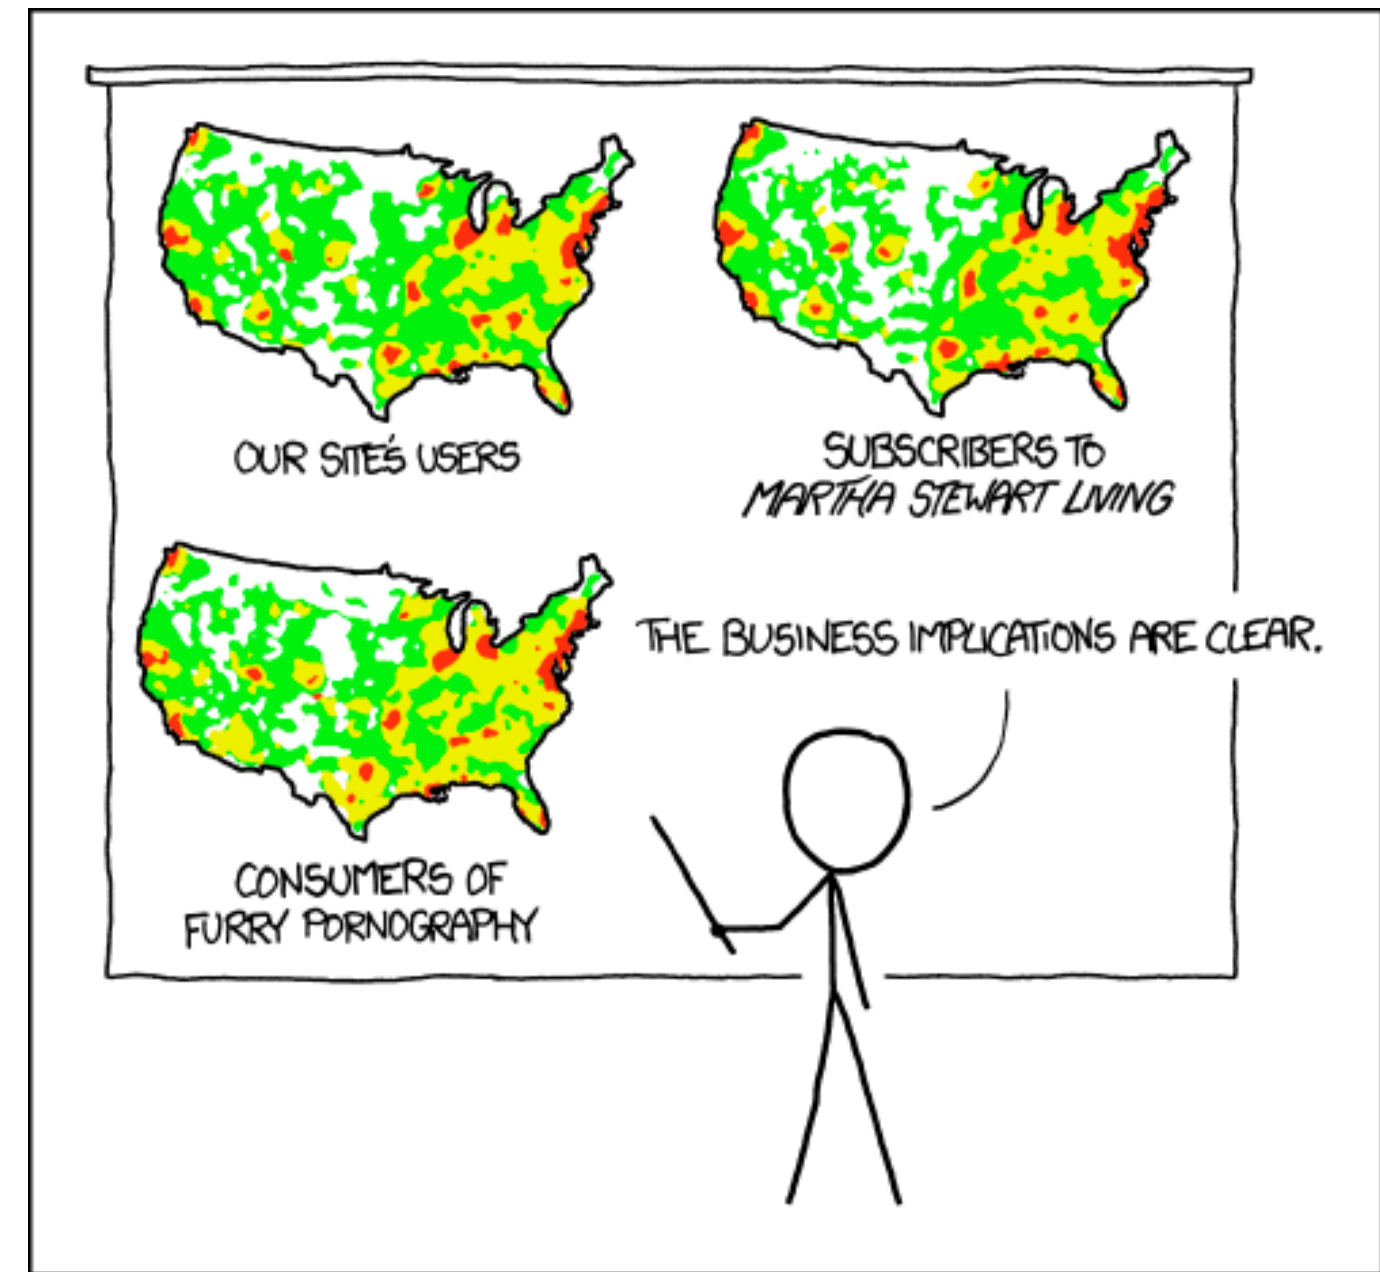 OUR SITE'S USERS
SUBSCRIBERS TO
MARTHA STEWART LIVING
CONSUMERS OF
FURRY PORNOGRAPHY
THE BUSINESS IMPLICATIONS ARE CLEAR.